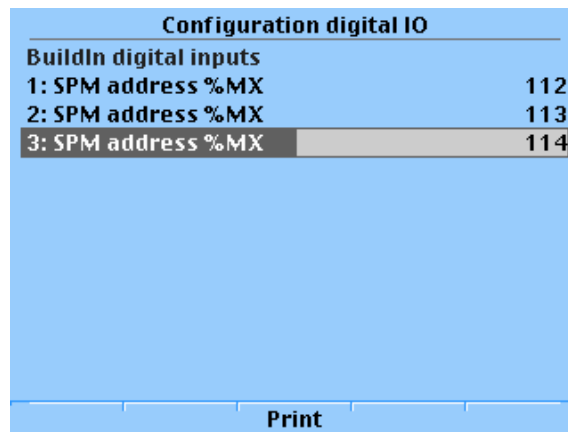 Configuration digital IO
BuildIn digital inputs
1: SPM address %MX 112
2: SPM address %MX 113
3: SPM address %MX 114
Print